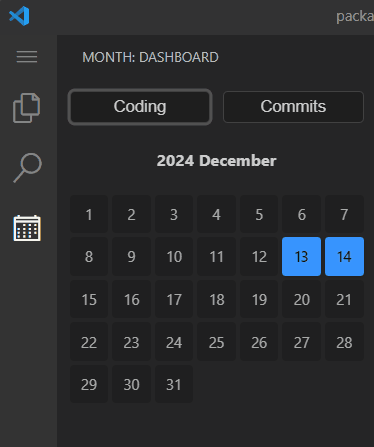 packa
MONTH: DASHBOARD
Coding Commits
2024 December
1 2 3 4 5 6 7
8 9 10 11 12 13 14
15 16 17 18 19 20 21
22 23 24 25 26 27 28
29 30 31